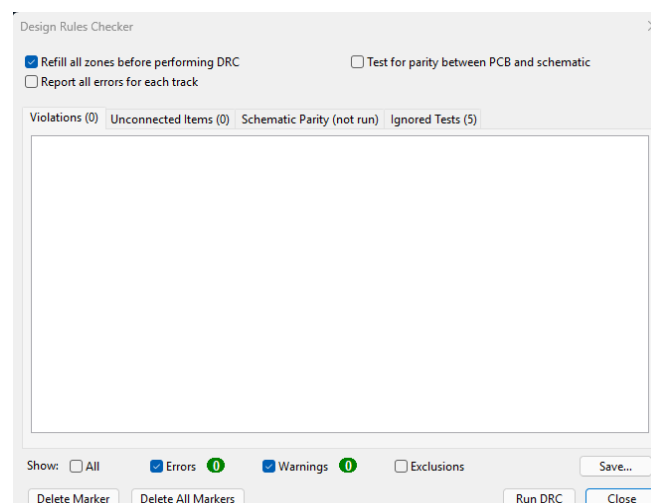 Design Rules Checker
Refill all zones before performing DRC
Test for parity between PCB and schematic
Report all errors for each track
Violations (0) Unconnected Items (0) Schematic Parity (not run) Ignored Tests (5)
Show: All Errors 0 Warnings 0 Exclusions Save...
Delete Marker Delete All Markers Run DRC Close